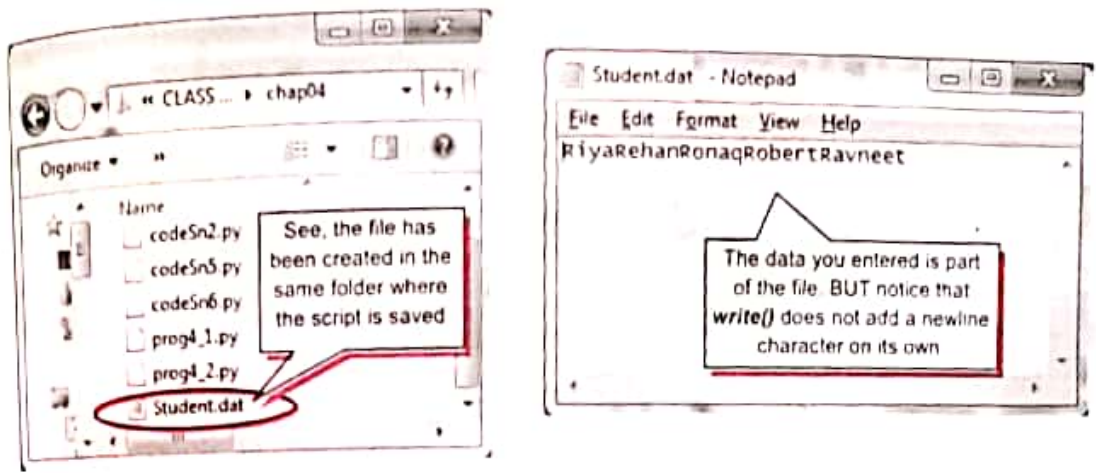 « CLASS ... ▸ chap04
Organize ▾ »
Name
codeSn2.py
codeSn5.py
codeSn6.py
prog4_1.py
prog4_2.py
Student.dat
See, the file has
been created in the
same folder where
the script is saved
Student.dat - Notepad
File Edit Format View Help
RiyaRehanRonaqRobertRavneet
The data you entered is part
of the file. BUT notice that
write() does not add a newline
character on its own